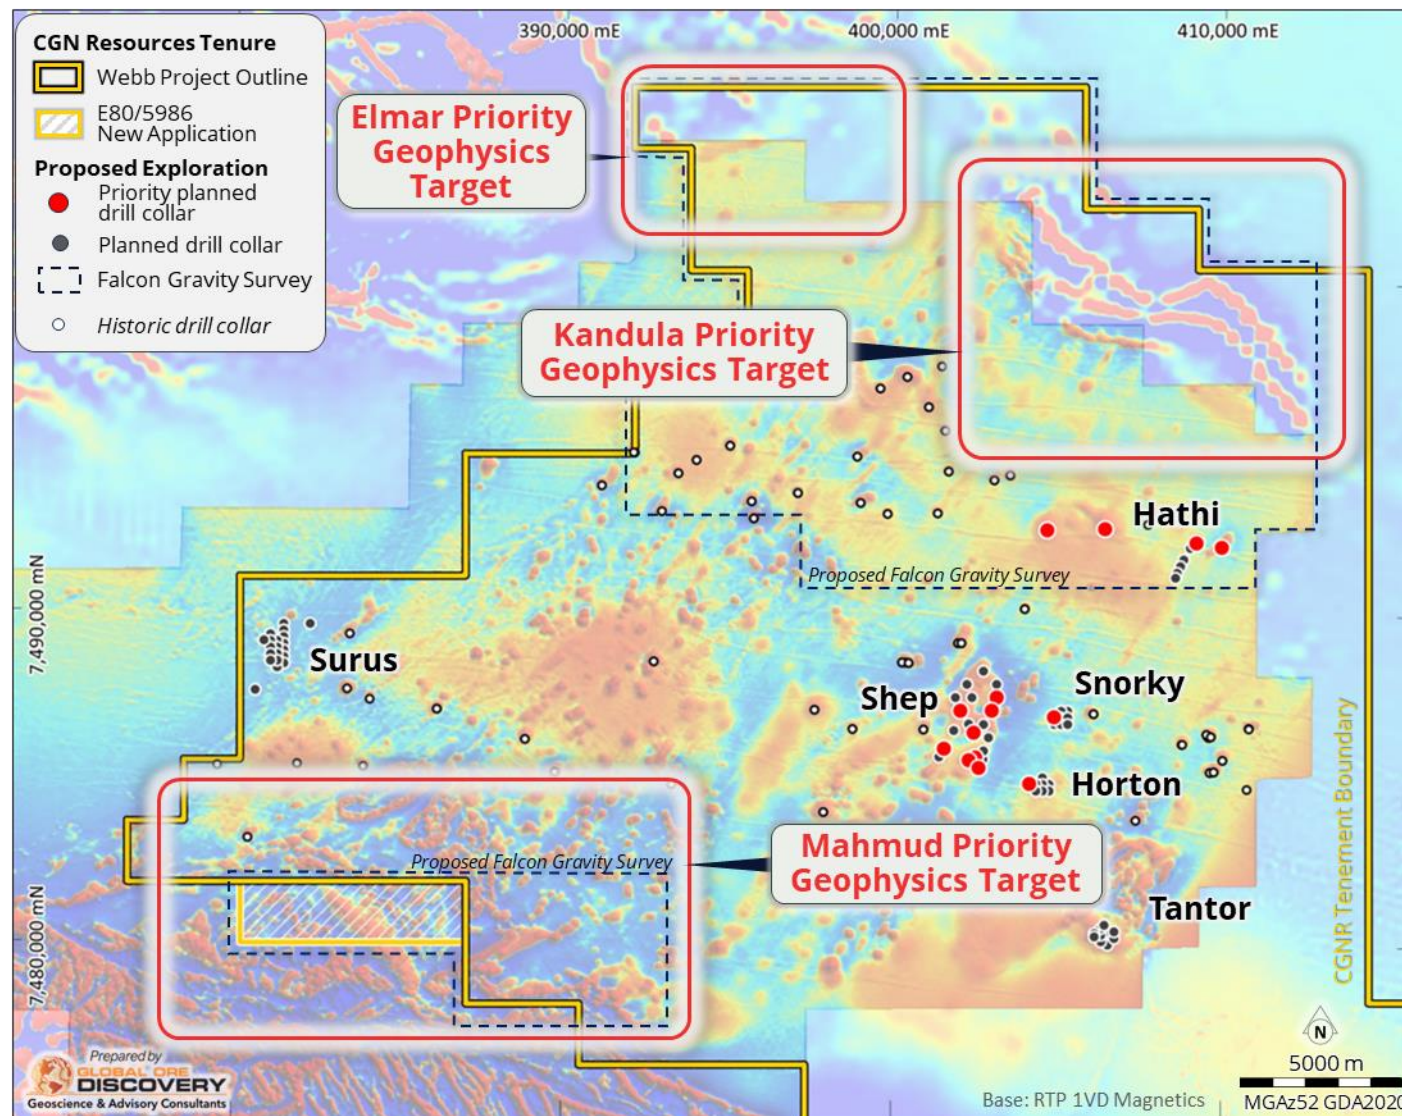 390,000 mE
400,000 mE
410,000 mE
CGN Resources Tenure
Webb Project Outline
E80/5986
New Application
Proposed Exploration
Priority planned
drill collar
Planned drill collar
Falcon Gravity Survey
Historic drill collar
Elmar Priority
Geophysics
Target
Kandula Priority
Geophysics Target
Hathi
Proposed Falcon Gravity Survey
7,490,000 mN
Surus
Shep
Snorky
Horton
Mahmud Priority
Geophysics Target
Proposed Falcon Gravity Survey
Tantor
CGNR Tenement Boundary
7,480,000 mN
N
5000 m
Prepared by
GLOBAL ORE
DISCOVERY
Geoscience & Advisory Consultants
Base: RTP 1VD Magnetics
MGAz52 GDA2020